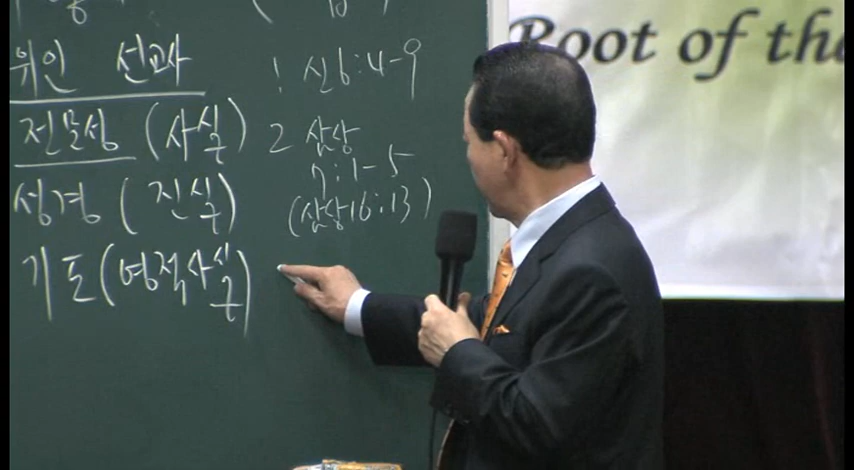 위인 선교사
전문성 (사실)
성경 (진실)
기도 (영적사실)
1 신6:4-9
2 삼상
7:1-5
(삼상16:13)
Root of the